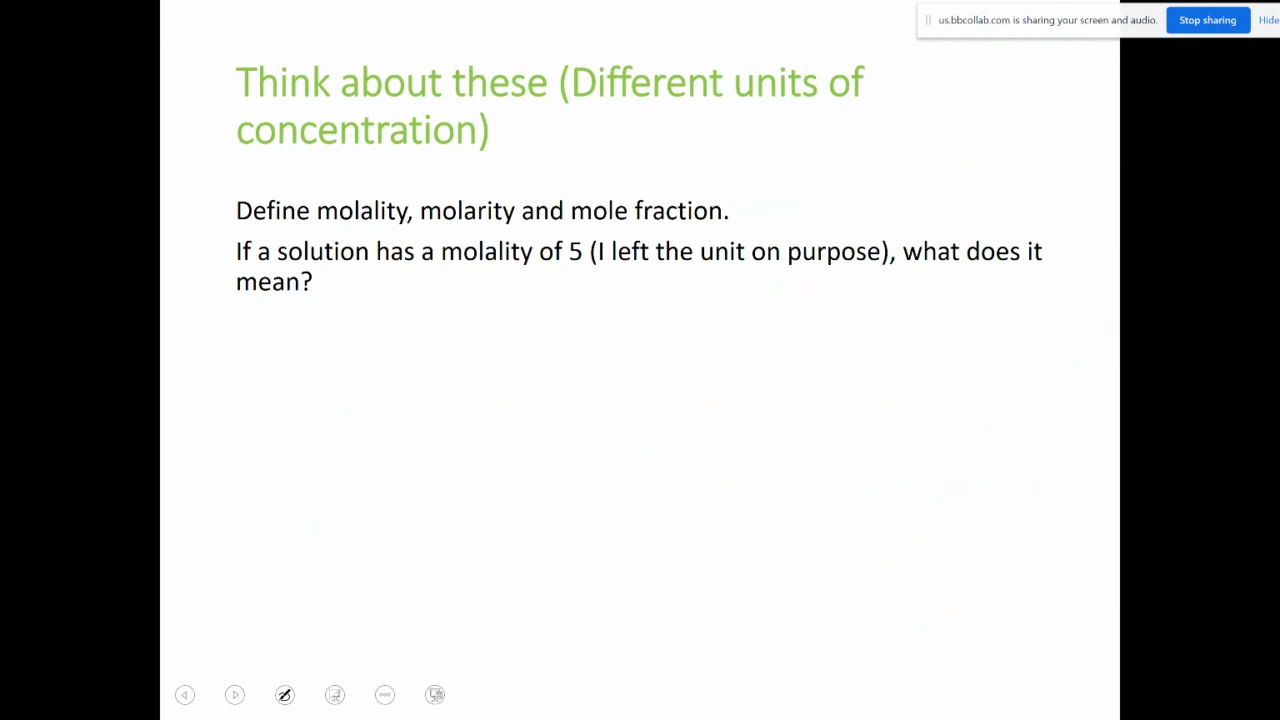 us.bbcollab.com is sharing your screen and audio. Stop sharing Hide
Think about these (Different units of
concentration)
Define molality, molarity and mole fraction.
If a solution has a molality of 5 (I left the unit on purpose), what does it
mean?